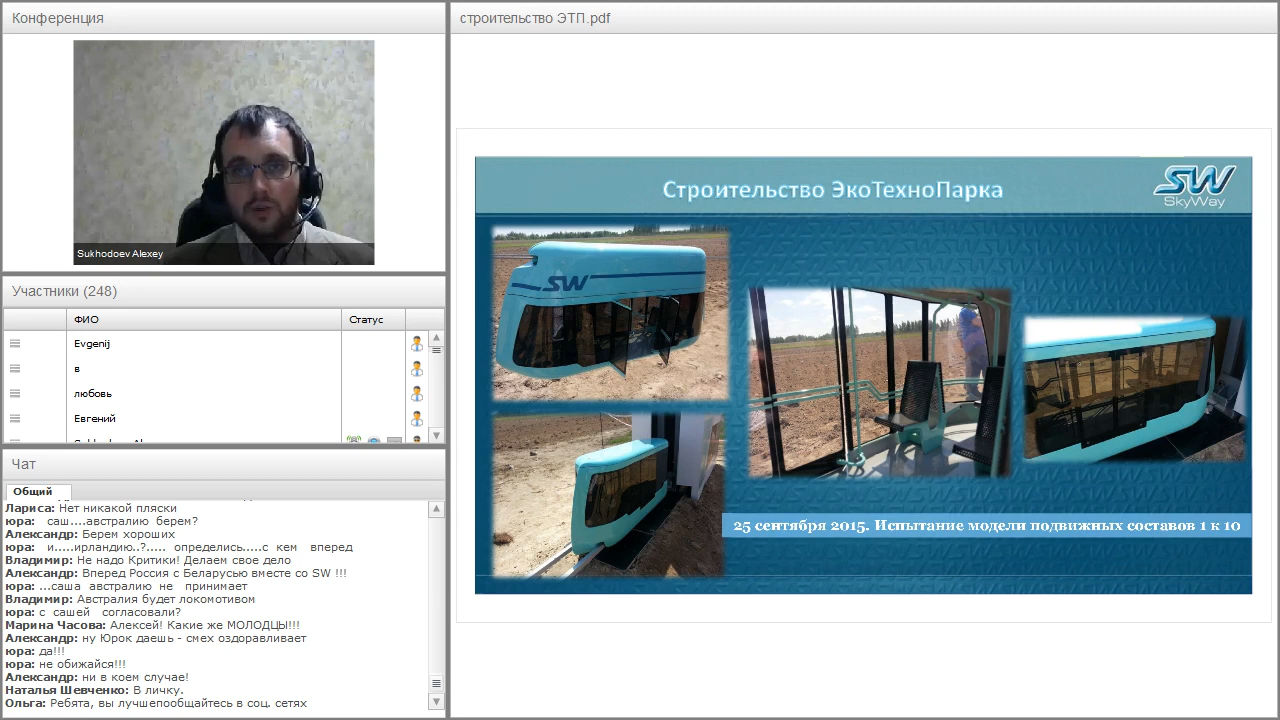 Конференция
Sukhodoev Alexey
Участники (248)
ФИО
Статус
Evgenij
в
любовь
Евгений
Чат
Общий
Лариса: Нет никакой пляски
юра: саш....австралию берем?
Александр: Берем хороших
юра: и.....ирландию..?..... определись.....с кем вперед
Владимир: Не надо Критики! Делаем свое дело
Александр: Вперед Россия с Беларусью вместе со SW !!!
юра: ...саша австралию не принимает
Владимир: Австралия будет локомотивом
юра: с сашей согласовали?
Марина Часова: Алексей! Какие же МОЛОДЦЫ!!!
Александр: ну Юрок даешь - смех оздоравливает
юра: да!!!
юра: не обижайся!!!
Александр: ни в коем случае!
Наталья Шевченко: В личку.
Ольга: Ребята, вы лучшепообщайтесь в соц. сетях
строительство ЭТП.pdf
Строительство ЭкоТехноПарка
SW
SkyWay
SW
25 сентября 2015. Испытание модели подвижных составов 1 к 10